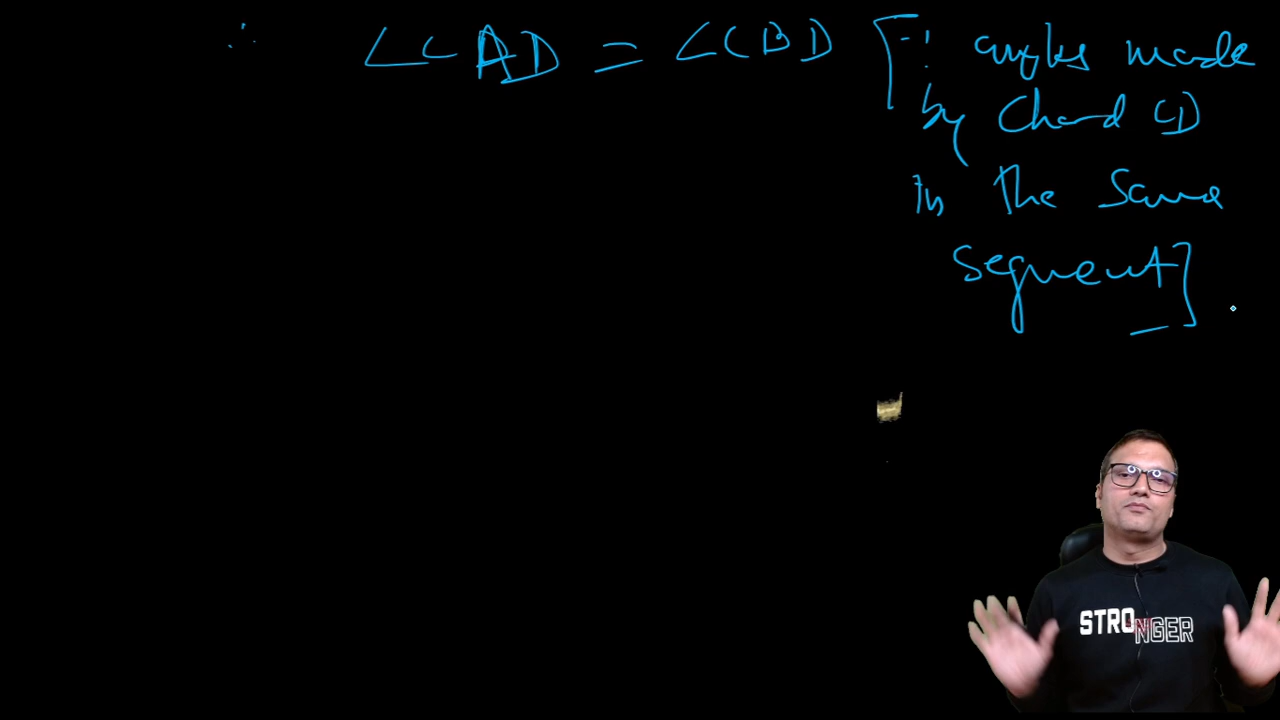 ∴ ∠CAD = ∠CBD [∵ angles made
by Chord CD
in the same
segment]
STRONGER